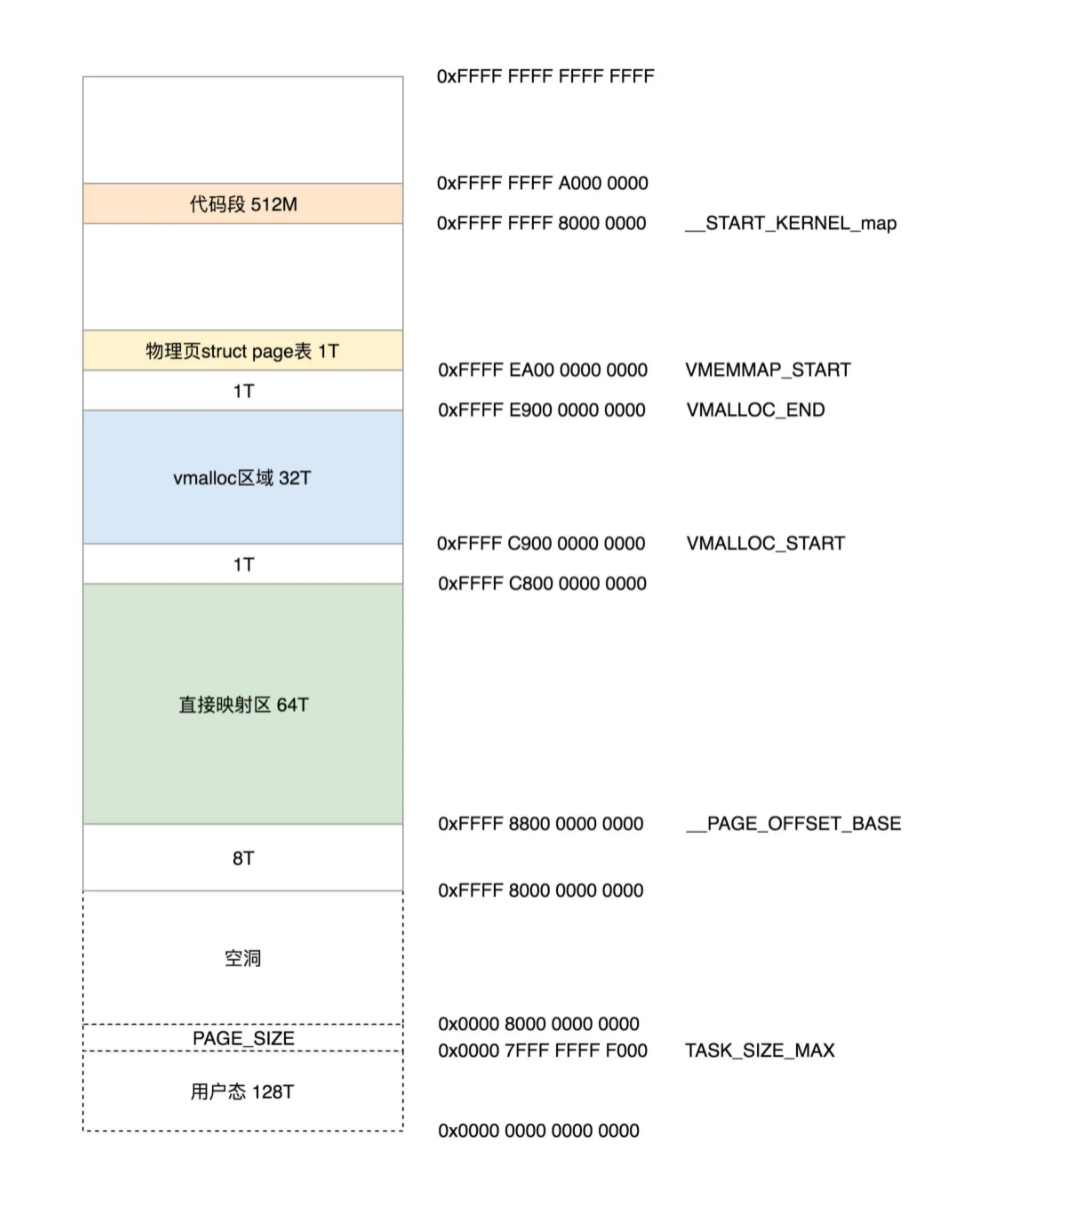 0xFFFF FFFF FFFF FFFF
0xFFFF FFFF A000 0000
代码段 512M
0xFFFF FFFF 8000 0000 __START_KERNEL_map
物理页struct page表 1T
0xFFFF EA00 0000 0000 VMEMMAP_START
1T
0xFFFF E900 0000 0000 VMALLOC_END
vmalloc区域 32T
0xFFFF C900 0000 0000 VMALLOC_START
1T
0xFFFF C800 0000 0000
直接映射区 64T
0xFFFF 8800 0000 0000 __PAGE_OFFSET_BASE
8T
0xFFFF 8000 0000 0000
空洞
0x0000 8000 0000 0000
PAGE_SIZE
0x0000 7FFF FFFF F000 TASK_SIZE_MAX
用户态 128T
0x0000 0000 0000 0000